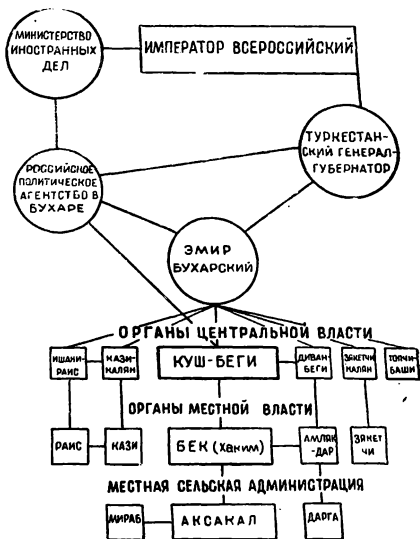 МИНИСТЕРСТВО
ИНОСТРАННЫХ
ДЕЛ
ИМПЕРАТОР ВСЕРОССИЙСКИЙ
ТУРКЕСТАН-
СКИЙ ГЕНЕРАЛ-
ГУБЕРНАТОР
РОССИЙСКОЕ
ПОЛИТИЧЕСКОЕ
АГЕНТСТВО В
БУХАРЕ
ЭМИР
БУХАРСКИЙ
ОРГАНЫ ЦЕНТРАЛЬНОЙ ВЛАСТИ
ИШАНИ-
РАИС
КАЗИ-
КАЛЯН
КУШ-БЕГИ
ДИВАН-
БЕГИ
ЗЯКЕТЧИ
КАЛЯН
ТОПЧИ-
БАШИ
ОРГАНЫ МЕСТНОЙ ВЛАСТИ
РАИС
КАЗИ
БЕК (Хаким)
АМЛЯК
-ДАР
ЗЯКЕТ
ЧИ
МЕСТНАЯ СЕЛЬСКАЯ АДМИНИСТРАЦИЯ
МИРАБ
АКСАКАЛ
ДАРГА